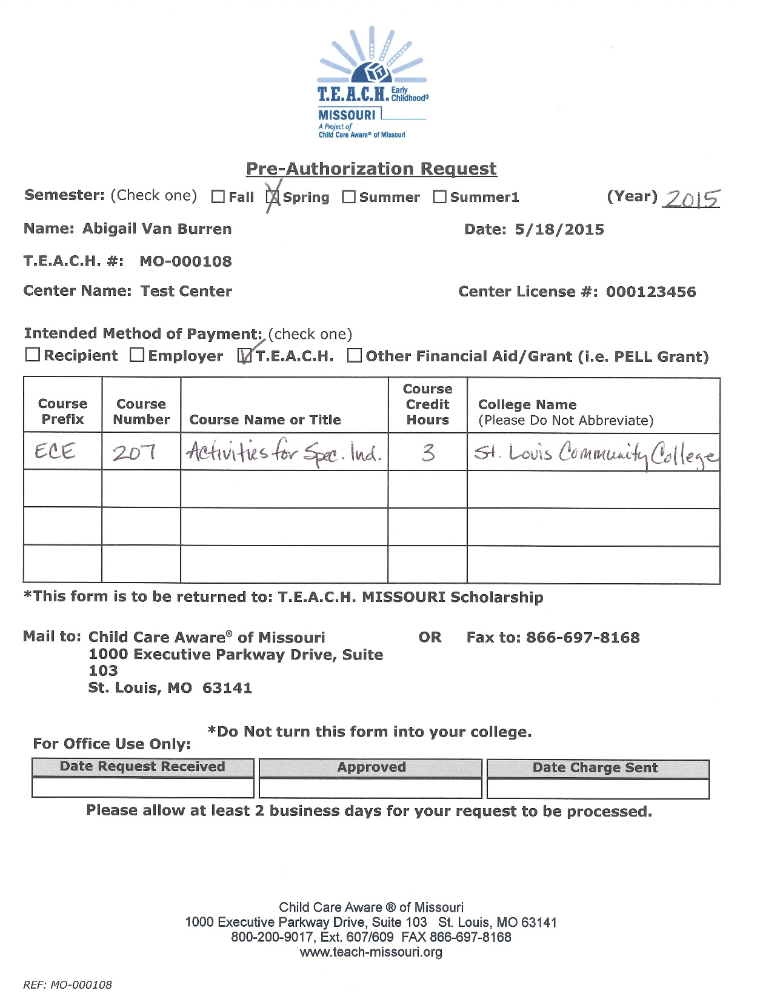 T.E.A.C.H. Early Childhood®
MISSOURI
A Project of
Child Care Aware® of Missouri
Pre-Authorization Request
Semester: (Check one) ☐ Fall ☒ Spring ☐ Summer ☐ Summer1 (Year) 2015
Name: Abigail Van Burren Date: 5/18/2015
T.E.A.C.H. #: MO-000108
Center Name: Test Center Center License #: 000123456
Intended Method of Payment: (check one)
☐ Recipient ☐ Employer ☑ T.E.A.C.H. ☐ Other Financial Aid/Grant (i.e. PELL Grant)
Course Prefix Course Number Course Name or Title Course Credit Hours College Name (Please Do Not Abbreviate)
ECE 207 Activities for Spec. Ind. 3 St. Louis Community College
*This form is to be returned to: T.E.A.C.H. MISSOURI Scholarship
Mail to: Child Care Aware® of Missouri OR Fax to: 866-697-8168
1000 Executive Parkway Drive, Suite
103
St. Louis, MO 63141
*Do Not turn this form into your college.
For Office Use Only:
Date Request Received Approved Date Charge Sent
Please allow at least 2 business days for your request to be processed.
Child Care Aware ® of Missouri
1000 Executive Parkway Drive, Suite 103 St. Louis, MO 63141
800-200-9017, Ext. 607/609 FAX 866-697-8168
www.teach-missouri.org
REF: MO-000108